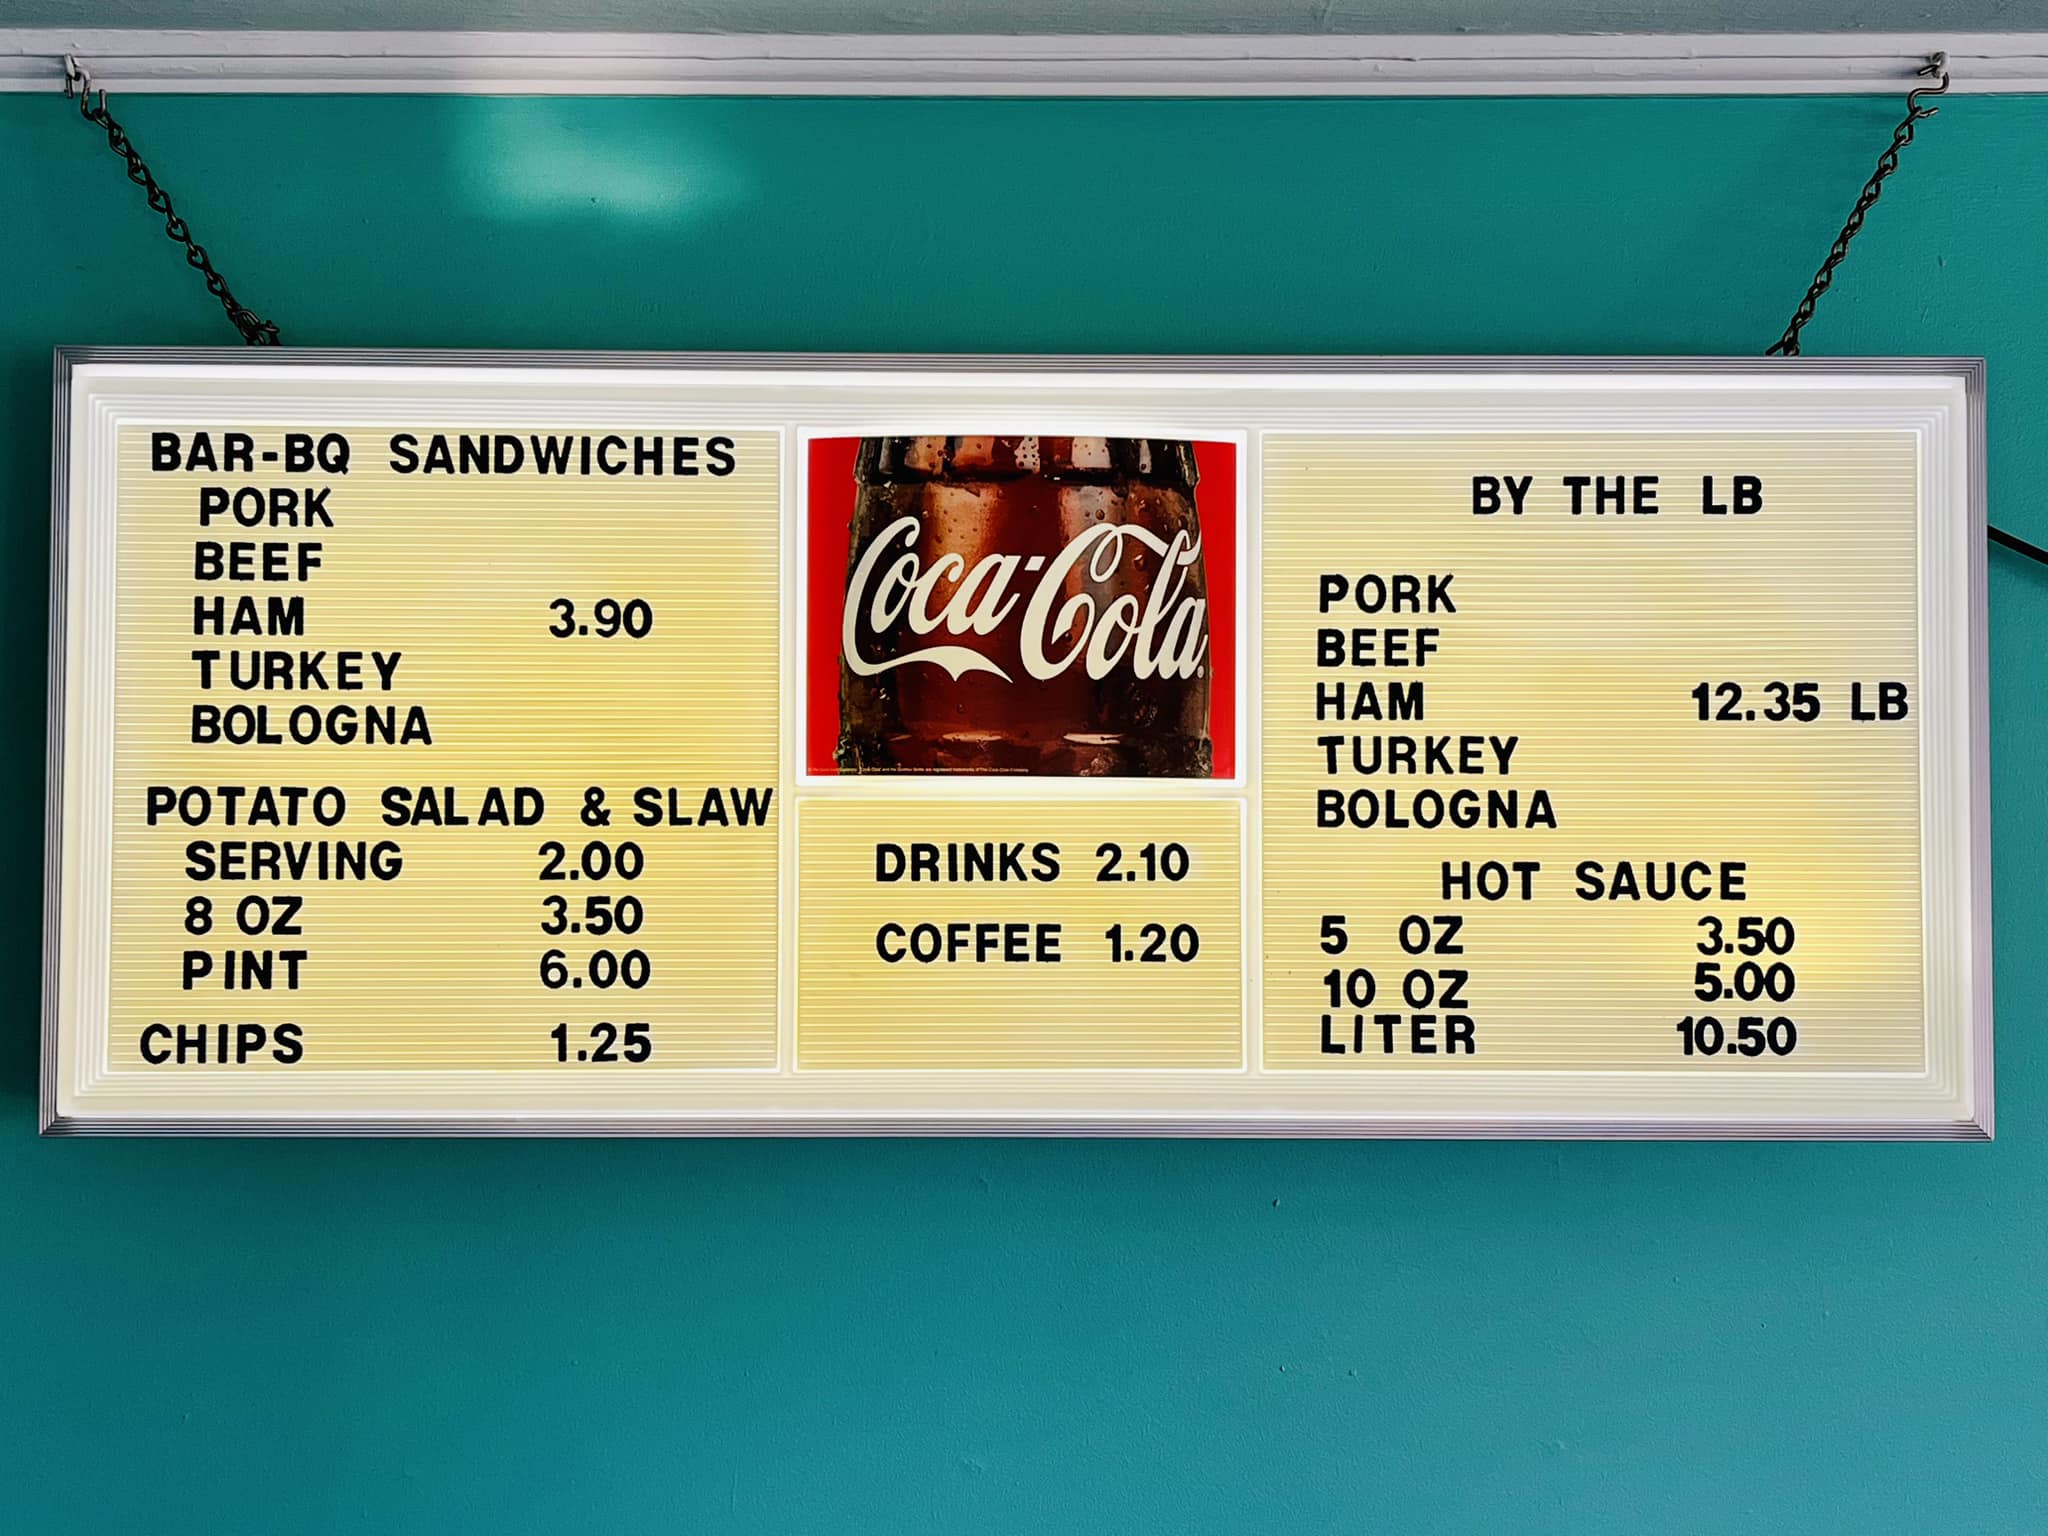 BAR-BQ SANDWICHES
PORK
BEEF
HAM 3.90
TURKEY
BOLOGNA
POTATO SALAD & SLAW
SERVING 2.00
8 OZ 3.50
PINT 6.00
CHIPS 1.25
Coca-Cola
DRINKS 2.10
COFFEE 1.20
BY THE LB
PORK
BEEF
HAM 12.35 LB
TURKEY
BOLOGNA
HOT SAUCE
5 OZ 3.50
10 OZ 5.00
LITER 10.50